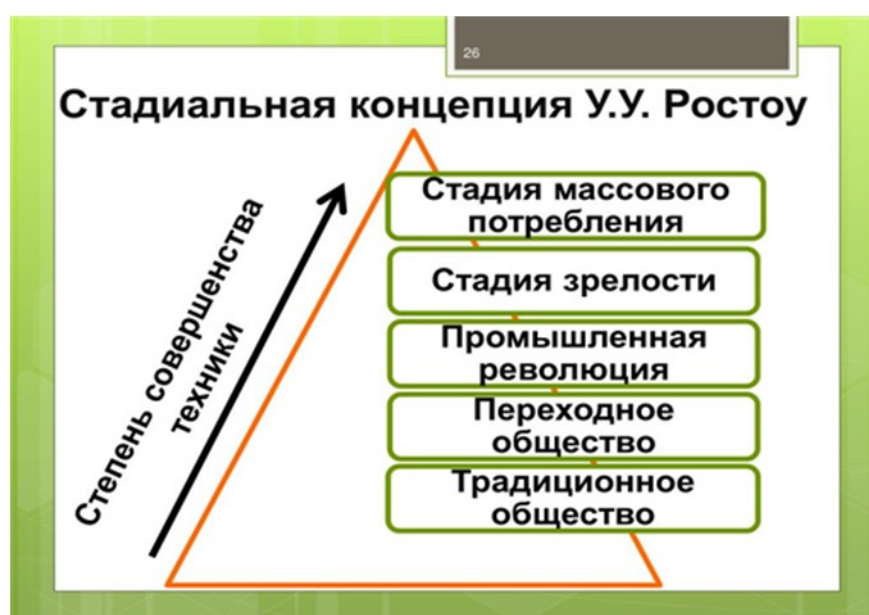 26
Стадиальная концепция У.У. Ростоу
Степень совершенства
техники
Стадия массового
потребления
Стадия зрелости
Промышленная
революция
Переходное
общество
Традиционное
общество